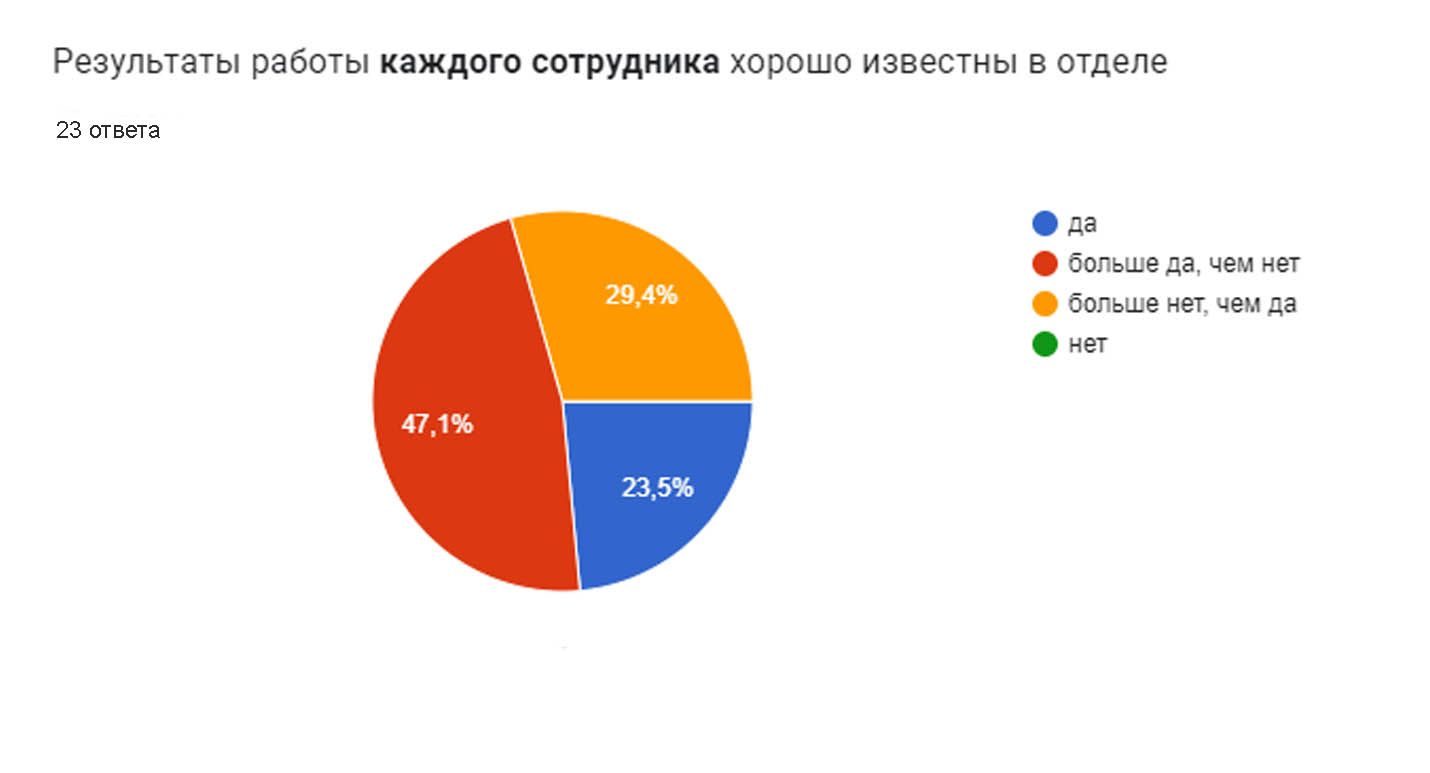 Результаты работы каждого сотрудника хорошо известны в отделе
23 ответа
да
больше да, чем нет
больше нет, чем да
нет
29,4%
47,1%
23,5%